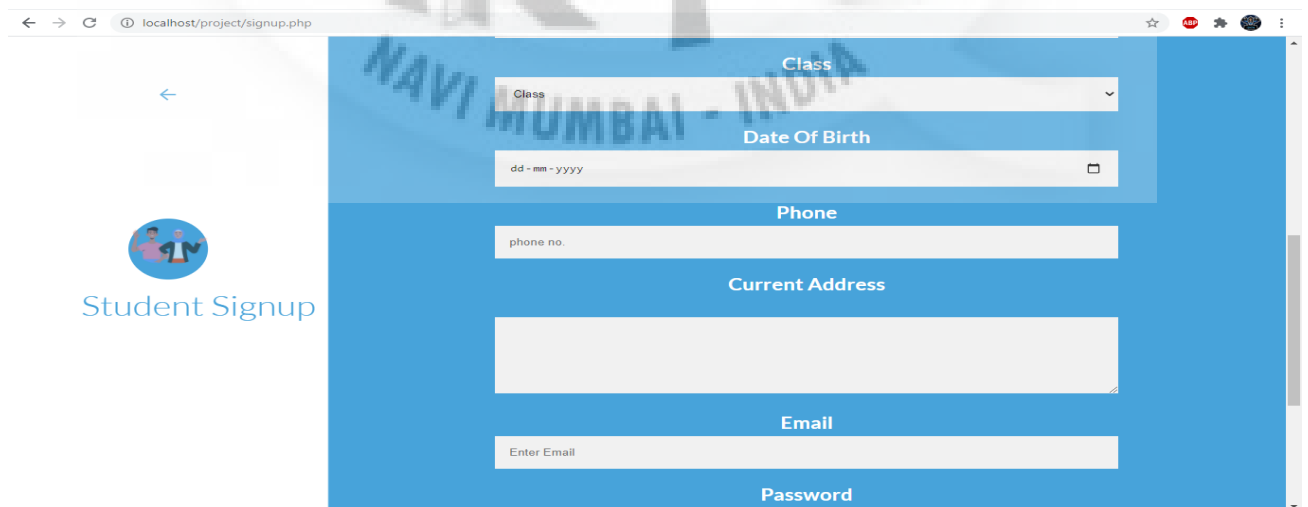 localhost/project/signup.php
ABP
NAVI MUMBAI - INDIA
Class
Class
Date Of Birth
dd-mm-yyyy
Phone
phone no.
Student Signup
Current Address
Email
Enter Email
Password